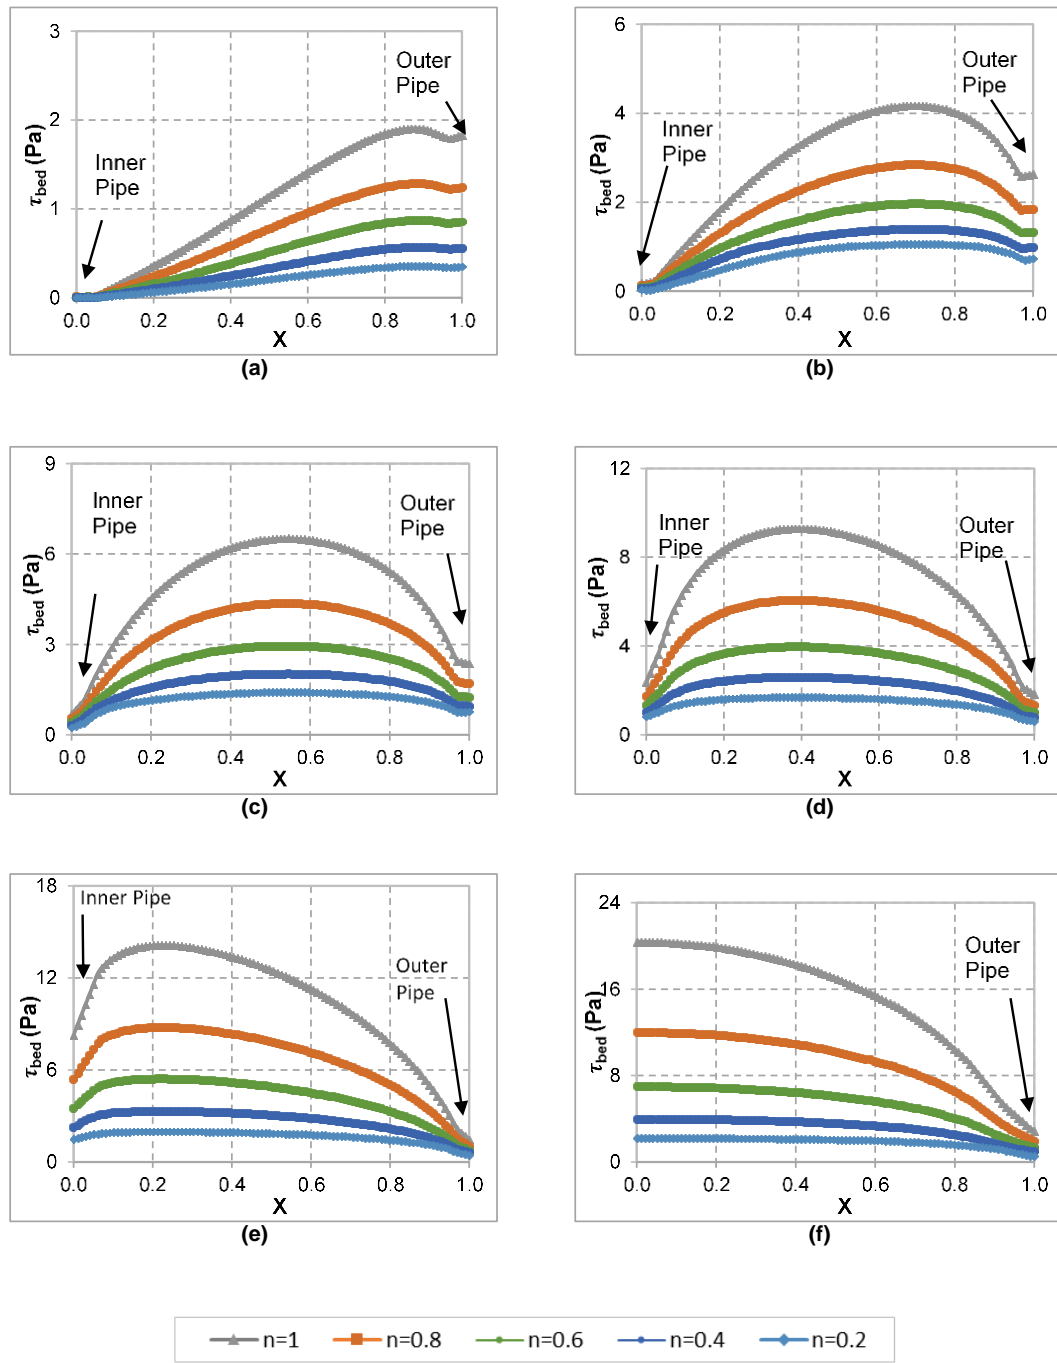 3
2
1
0
τbed (Pa)
Inner
Pipe
Outer
Pipe
0.0 0.2 0.4 0.6 0.8 1.0
X
(a)
6
4
2
0
τbed (Pa)
Inner
Pipe
Outer
Pipe
0.0 0.2 0.4 0.6 0.8 1.0
X
(b)
9
6
3
0
τbed (Pa)
Inner
Pipe
Outer
Pipe
0.0 0.2 0.4 0.6 0.8 1.0
X
(c)
12
8
4
0
τbed (Pa)
Inner
Pipe
Outer
Pipe
0.0 0.2 0.4 0.6 0.8 1.0
X
(d)
18
12
6
0
τbed (Pa)
Inner Pipe
Outer
Pipe
0.0 0.2 0.4 0.6 0.8 1.0
X
(e)
24
16
8
0
τbed (Pa)
Outer
Pipe
0.0 0.2 0.4 0.6 0.8 1.0
X
(f)
n=1 n=0.8 n=0.6 n=0.4 n=0.2